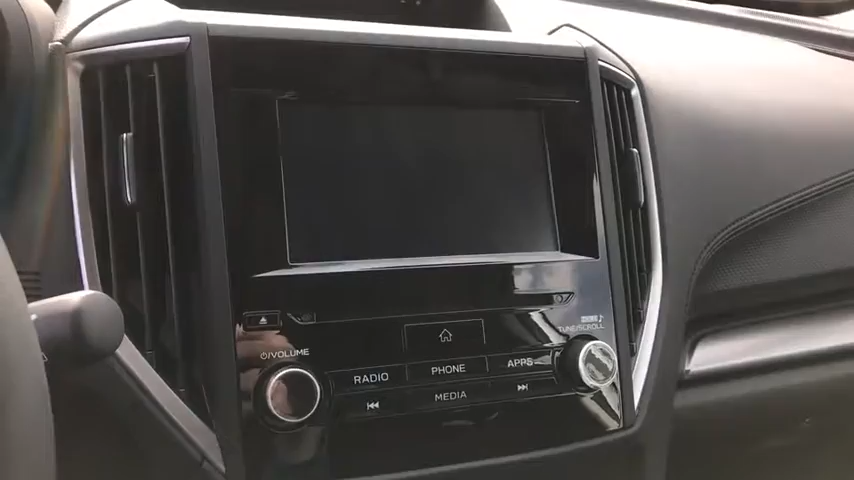 VOLUME
TUNE/SCROLL
RADIO
PHONE
APPS
MEDIA